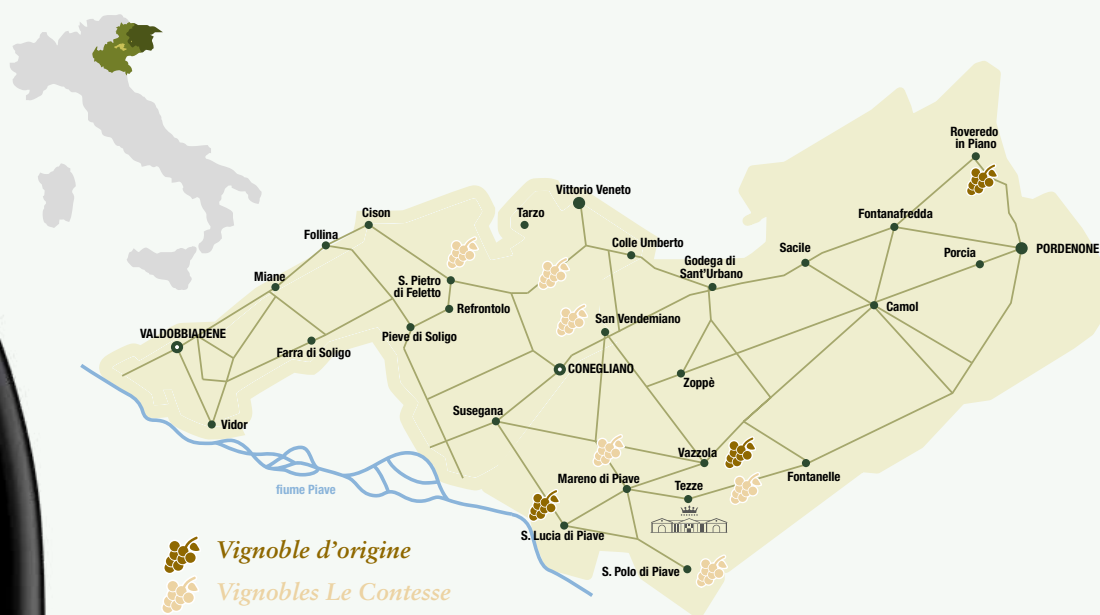 Roveredo
in Piano
Vittorio Veneto
Cison
Tarzo
Fontanafredda
Follina
Colle Umberto
Sacile
PORDENONE
Porcia
Godega di
Sant'Urbano
Miane
S. Pietro
di Feletto
Refrontolo
Camol
San Vendemiano
VALDOBBIADENE
Pieve di Soligo
Farra di Soligo
CONEGLIANO
Zoppè
Susegana
Vidor
Vazzola
Mareno di Piave
Fontanelle
Tezze
fiume Piave
S. Lucia di Piave
S. Polo di Piave
Vignoble d'origine
Vignobles Le Contesse